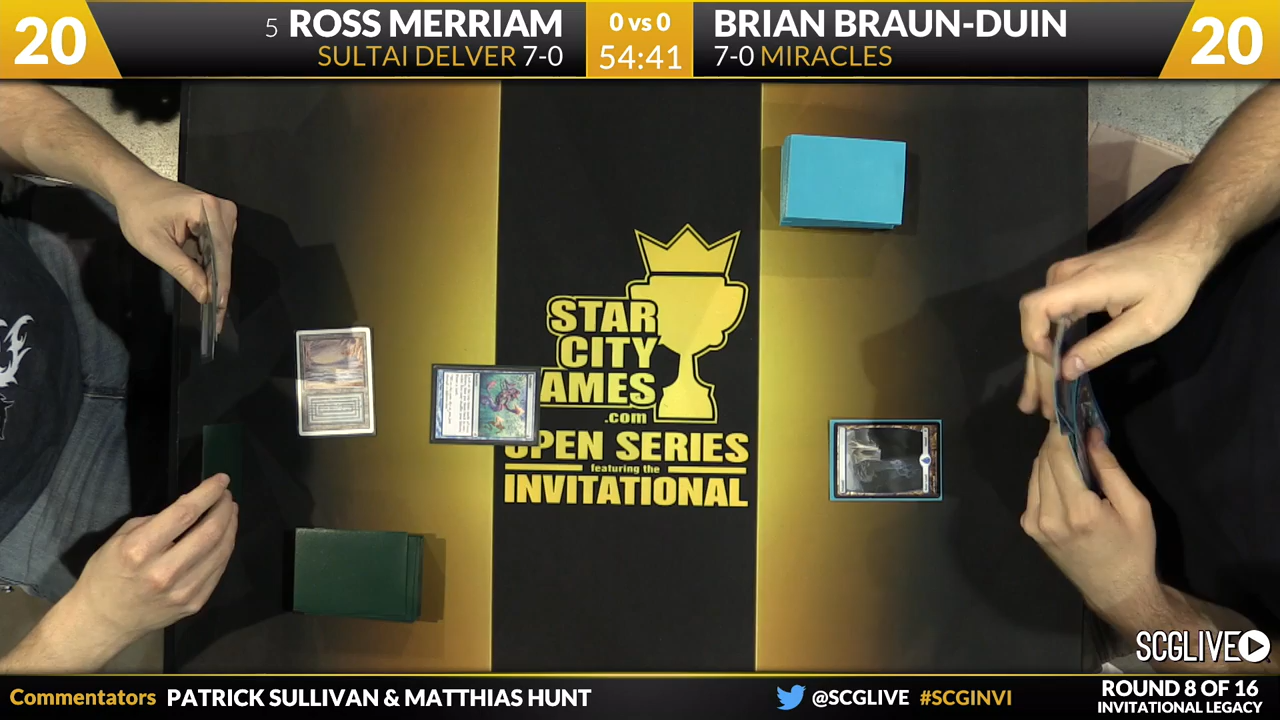 20
5 ROSS MERRIAM
SULTAI DELVER 7-0
0 vs 0
54:41
BRIAN BRAUN-DUIN
7-0 MIRACLES
20
STAR
CITY
GAMES
.com
OPEN SERIES
featuring the
INVITATIONAL
SCGLIVE
Commentators PATRICK SULLIVAN & MATTHIAS HUNT
@SCGLIVE #SCGINVI
ROUND 8 OF 16
INVITATIONAL LEGACY